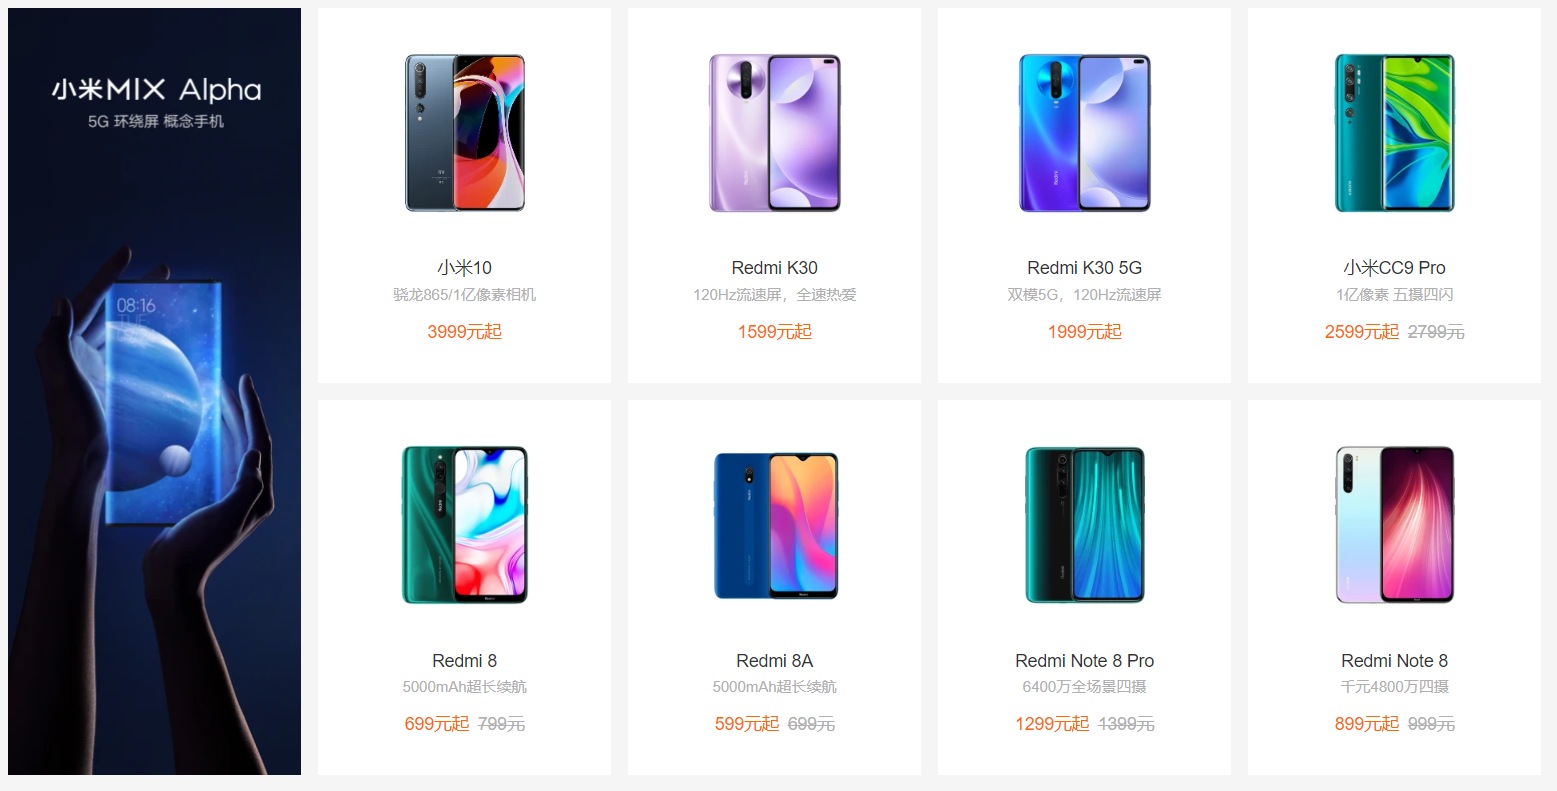 小米MIX Alpha
5G 环绕屏 概念手机
08:16
TUE
小米10
骁龙865/1亿像素相机
3999元起
Redmi K30
120Hz流速屏，全速热爱
1599元起
Redmi K30 5G
双模5G，120Hz流速屏
1999元起
小米CC9 Pro
1亿像素 五摄四闪
2599元起 2799元
Redmi 8
5000mAh超长续航
699元起 799元
Redmi 8A
5000mAh超长续航
599元起 699元
Redmi Note 8 Pro
6400万全场景四摄
1299元起 1399元
Redmi Note 8
千元4800万四摄
899元起 999元